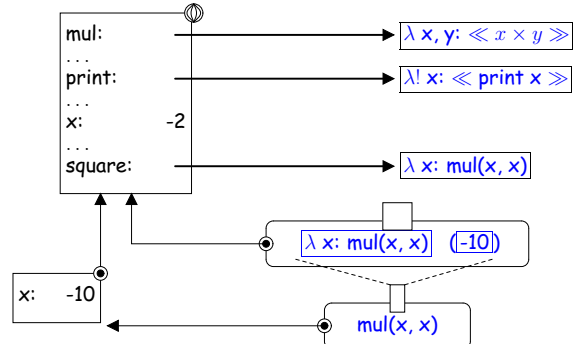 mul:
λ x, y: ≪ x × y ≫
. . .
print:
λ! x: ≪ print x ≫
. . .
x: -2
. . .
square:
λ x: mul(x, x)
λ x: mul(x, x) (-10)
x: -10
mul(x, x)